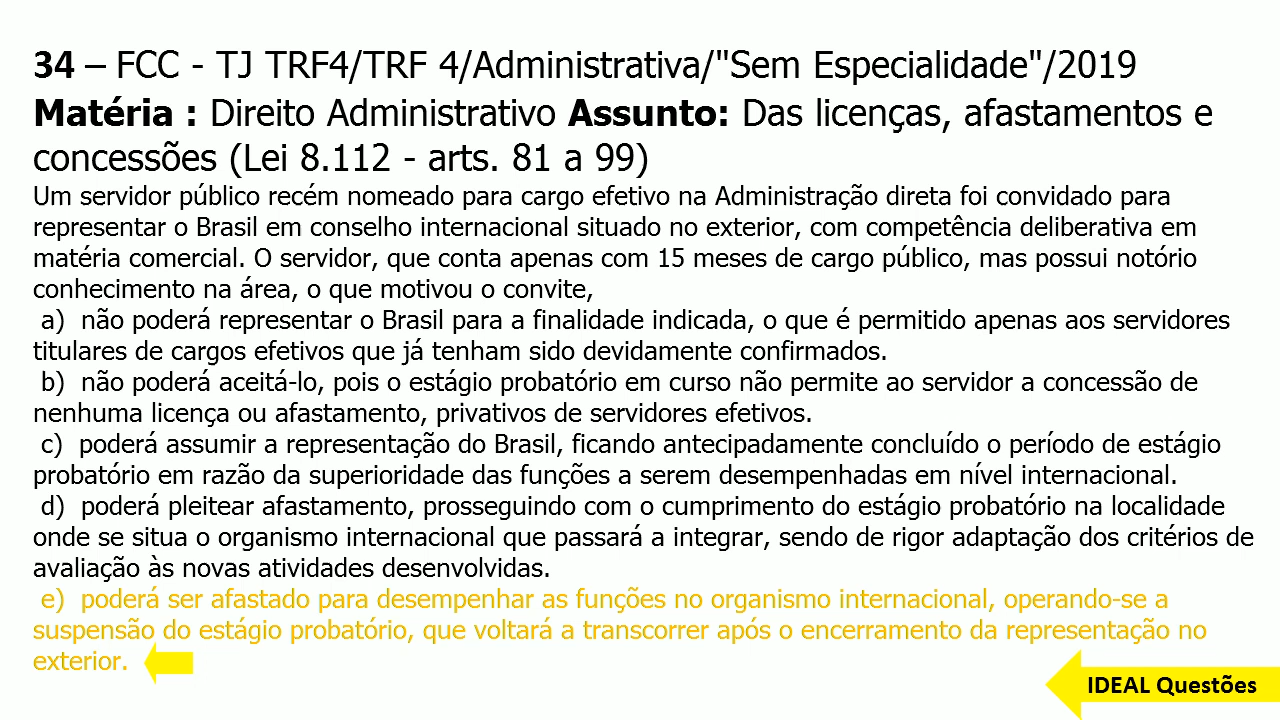 34 – FCC - TJ TRF4/TRF 4/Administrativa/"Sem Especialidade"/2019
Matéria : Direito Administrativo Assunto: Das licenças, afastamentos e
concessões (Lei 8.112 - arts. 81 a 99)
Um servidor público recém nomeado para cargo efetivo na Administração direta foi convidado para
representar o Brasil em conselho internacional situado no exterior, com competência deliberativa em
matéria comercial. O servidor, que conta apenas com 15 meses de cargo público, mas possui notório
conhecimento na área, o que motivou o convite,
a) não poderá representar o Brasil para a finalidade indicada, o que é permitido apenas aos servidores
titulares de cargos efetivos que já tenham sido devidamente confirmados.
b) não poderá aceitá-lo, pois o estágio probatório em curso não permite ao servidor a concessão de
nenhuma licença ou afastamento, privativos de servidores efetivos.
c) poderá assumir a representação do Brasil, ficando antecipadamente concluído o período de estágio
probatório em razão da superioridade das funções a serem desempenhadas em nível internacional.
d) poderá pleitear afastamento, prosseguindo com o cumprimento do estágio probatório na localidade
onde se situa o organismo internacional que passará a integrar, sendo de rigor adaptação dos critérios de
avaliação às novas atividades desenvolvidas.
e) poderá ser afastado para desempenhar as funções no organismo internacional, operando-se a
suspensão do estágio probatório, que voltará a transcorrer após o encerramento da representação no
exterior.
IDEAL Questões